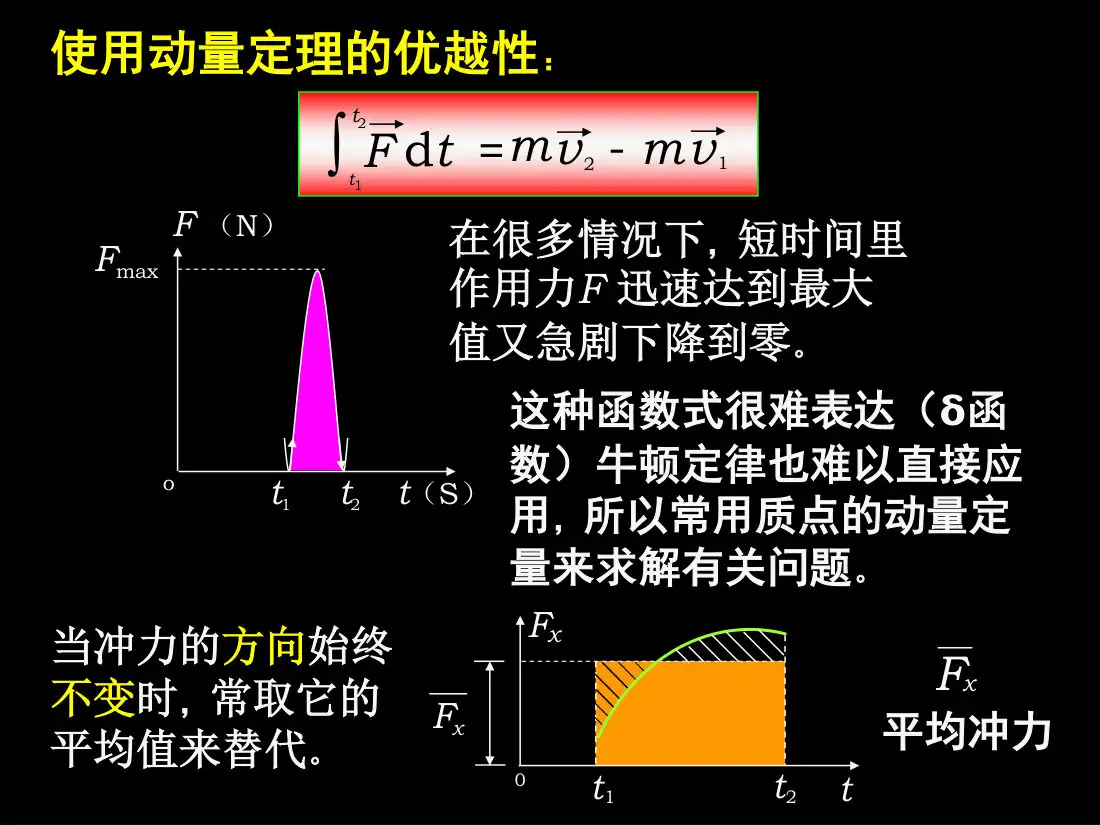 使用动量定理的优越性：
∫ t₁ t₂ F⃗ dt = mv⃗₂ - mv⃗₁
F （N）
Fmax
o
t₁
t₂
t（S）
在很多情况下，短时间里
作用力F 迅速达到最大
值又急剧下降到零。
这种函数式很难表达（δ函
数）牛顿定律也难以直接应
用，所以常用质点的动量定
量来求解有关问题。
当冲力的方向始终
不变时，常取它的
平均值来替代。
Fₓ
F̅ₓ
0
t₁
t₂
t
F̅ₓ
平均冲力